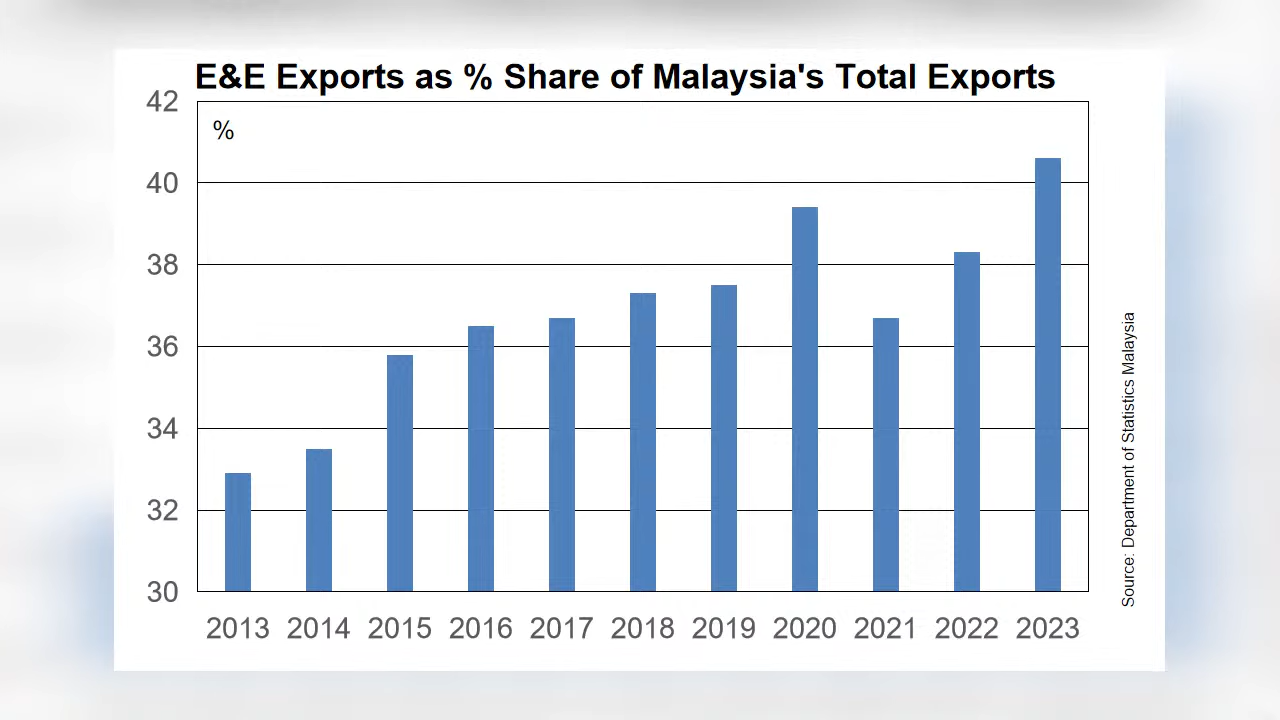 E&E Exports as % Share of Malaysia's Total Exports
42
%
40
38
36
34
32
30
2013 2014 2015 2016 2017 2018 2019 2020 2021 2022 2023
Source: Department of Statistics Malaysia